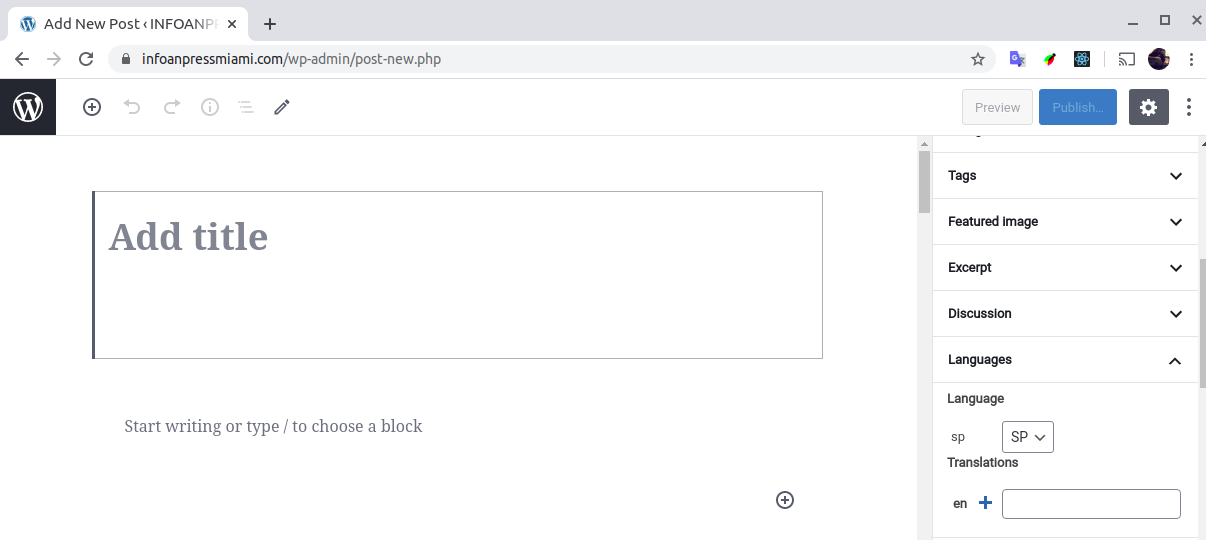 Add New Post ‹ INFOANPR
infoanpressmiami.com/wp-admin/post-new.php
Preview
Publish...
Tags
Featured image
Add title
Excerpt
Discussion
Languages
Language
Start writing or type / to choose a block
sp
SP
Translations
en